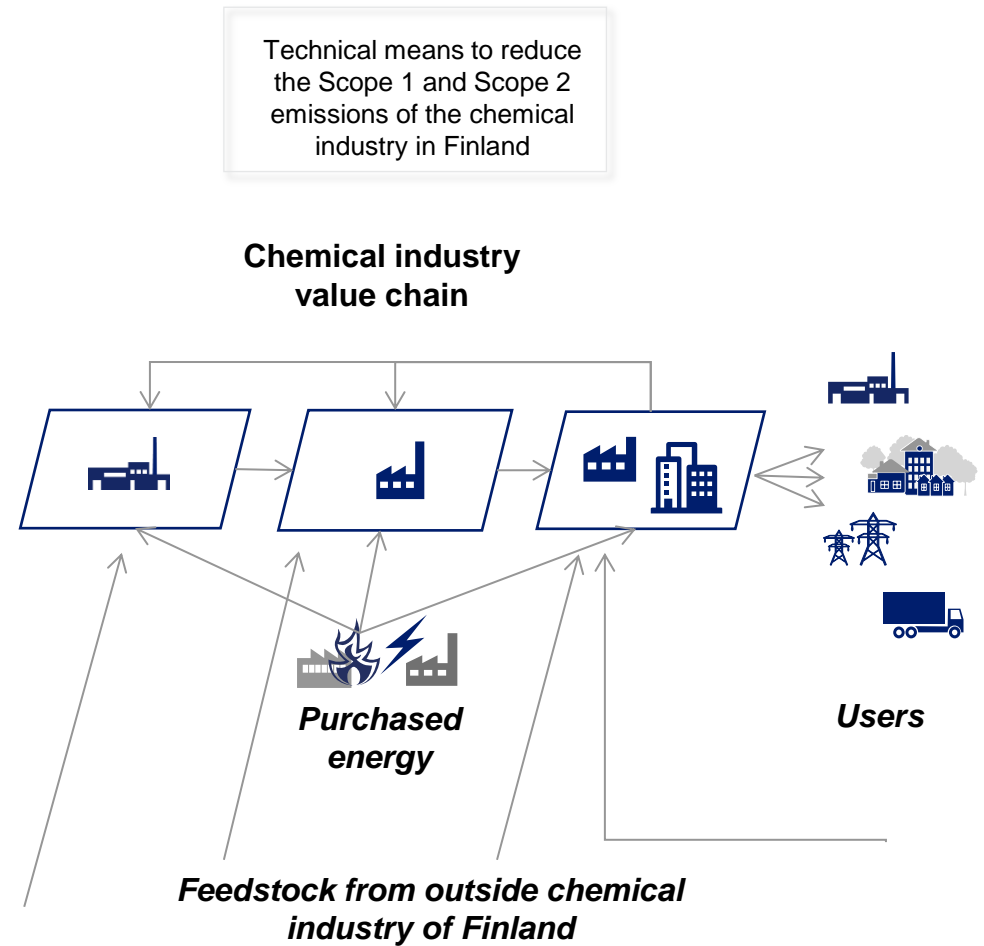 Technical means to reduce
the Scope 1 and Scope 2
emissions of the chemical
industry in Finland
Chemical industry
value chain
Purchased
energy
Users
Feedstock from outside chemical
industry of Finland